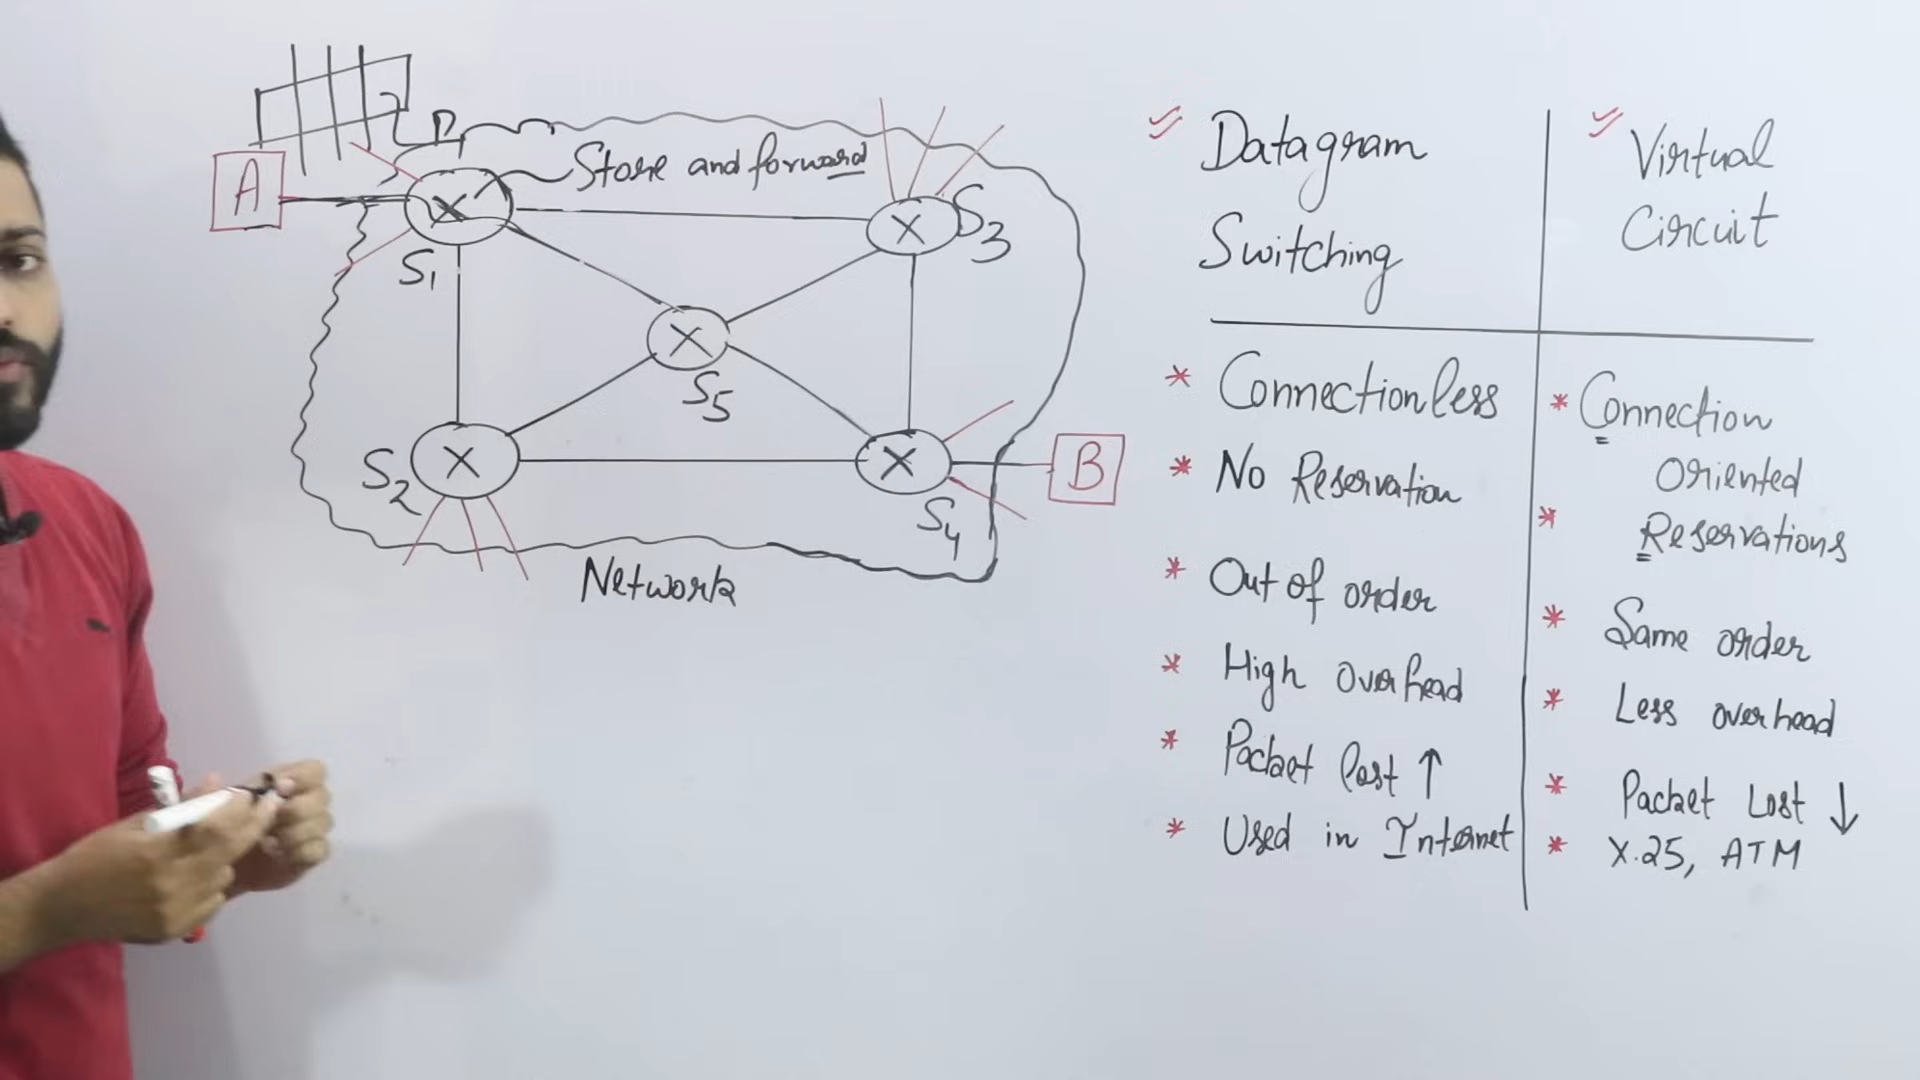 A
Store and forward
S1
S3
S5
S2
S4
B
Network
Datagram
Switching
* Connectionless
* No Reservation
* Out of order
* High Overhead
* Packet lost ↑
* Used in Internet
Virtual
Circuit
* Connection
Oriented
* Reservations
* Same order
* Less overhead
* Packet Lost ↓
* X.25, ATM